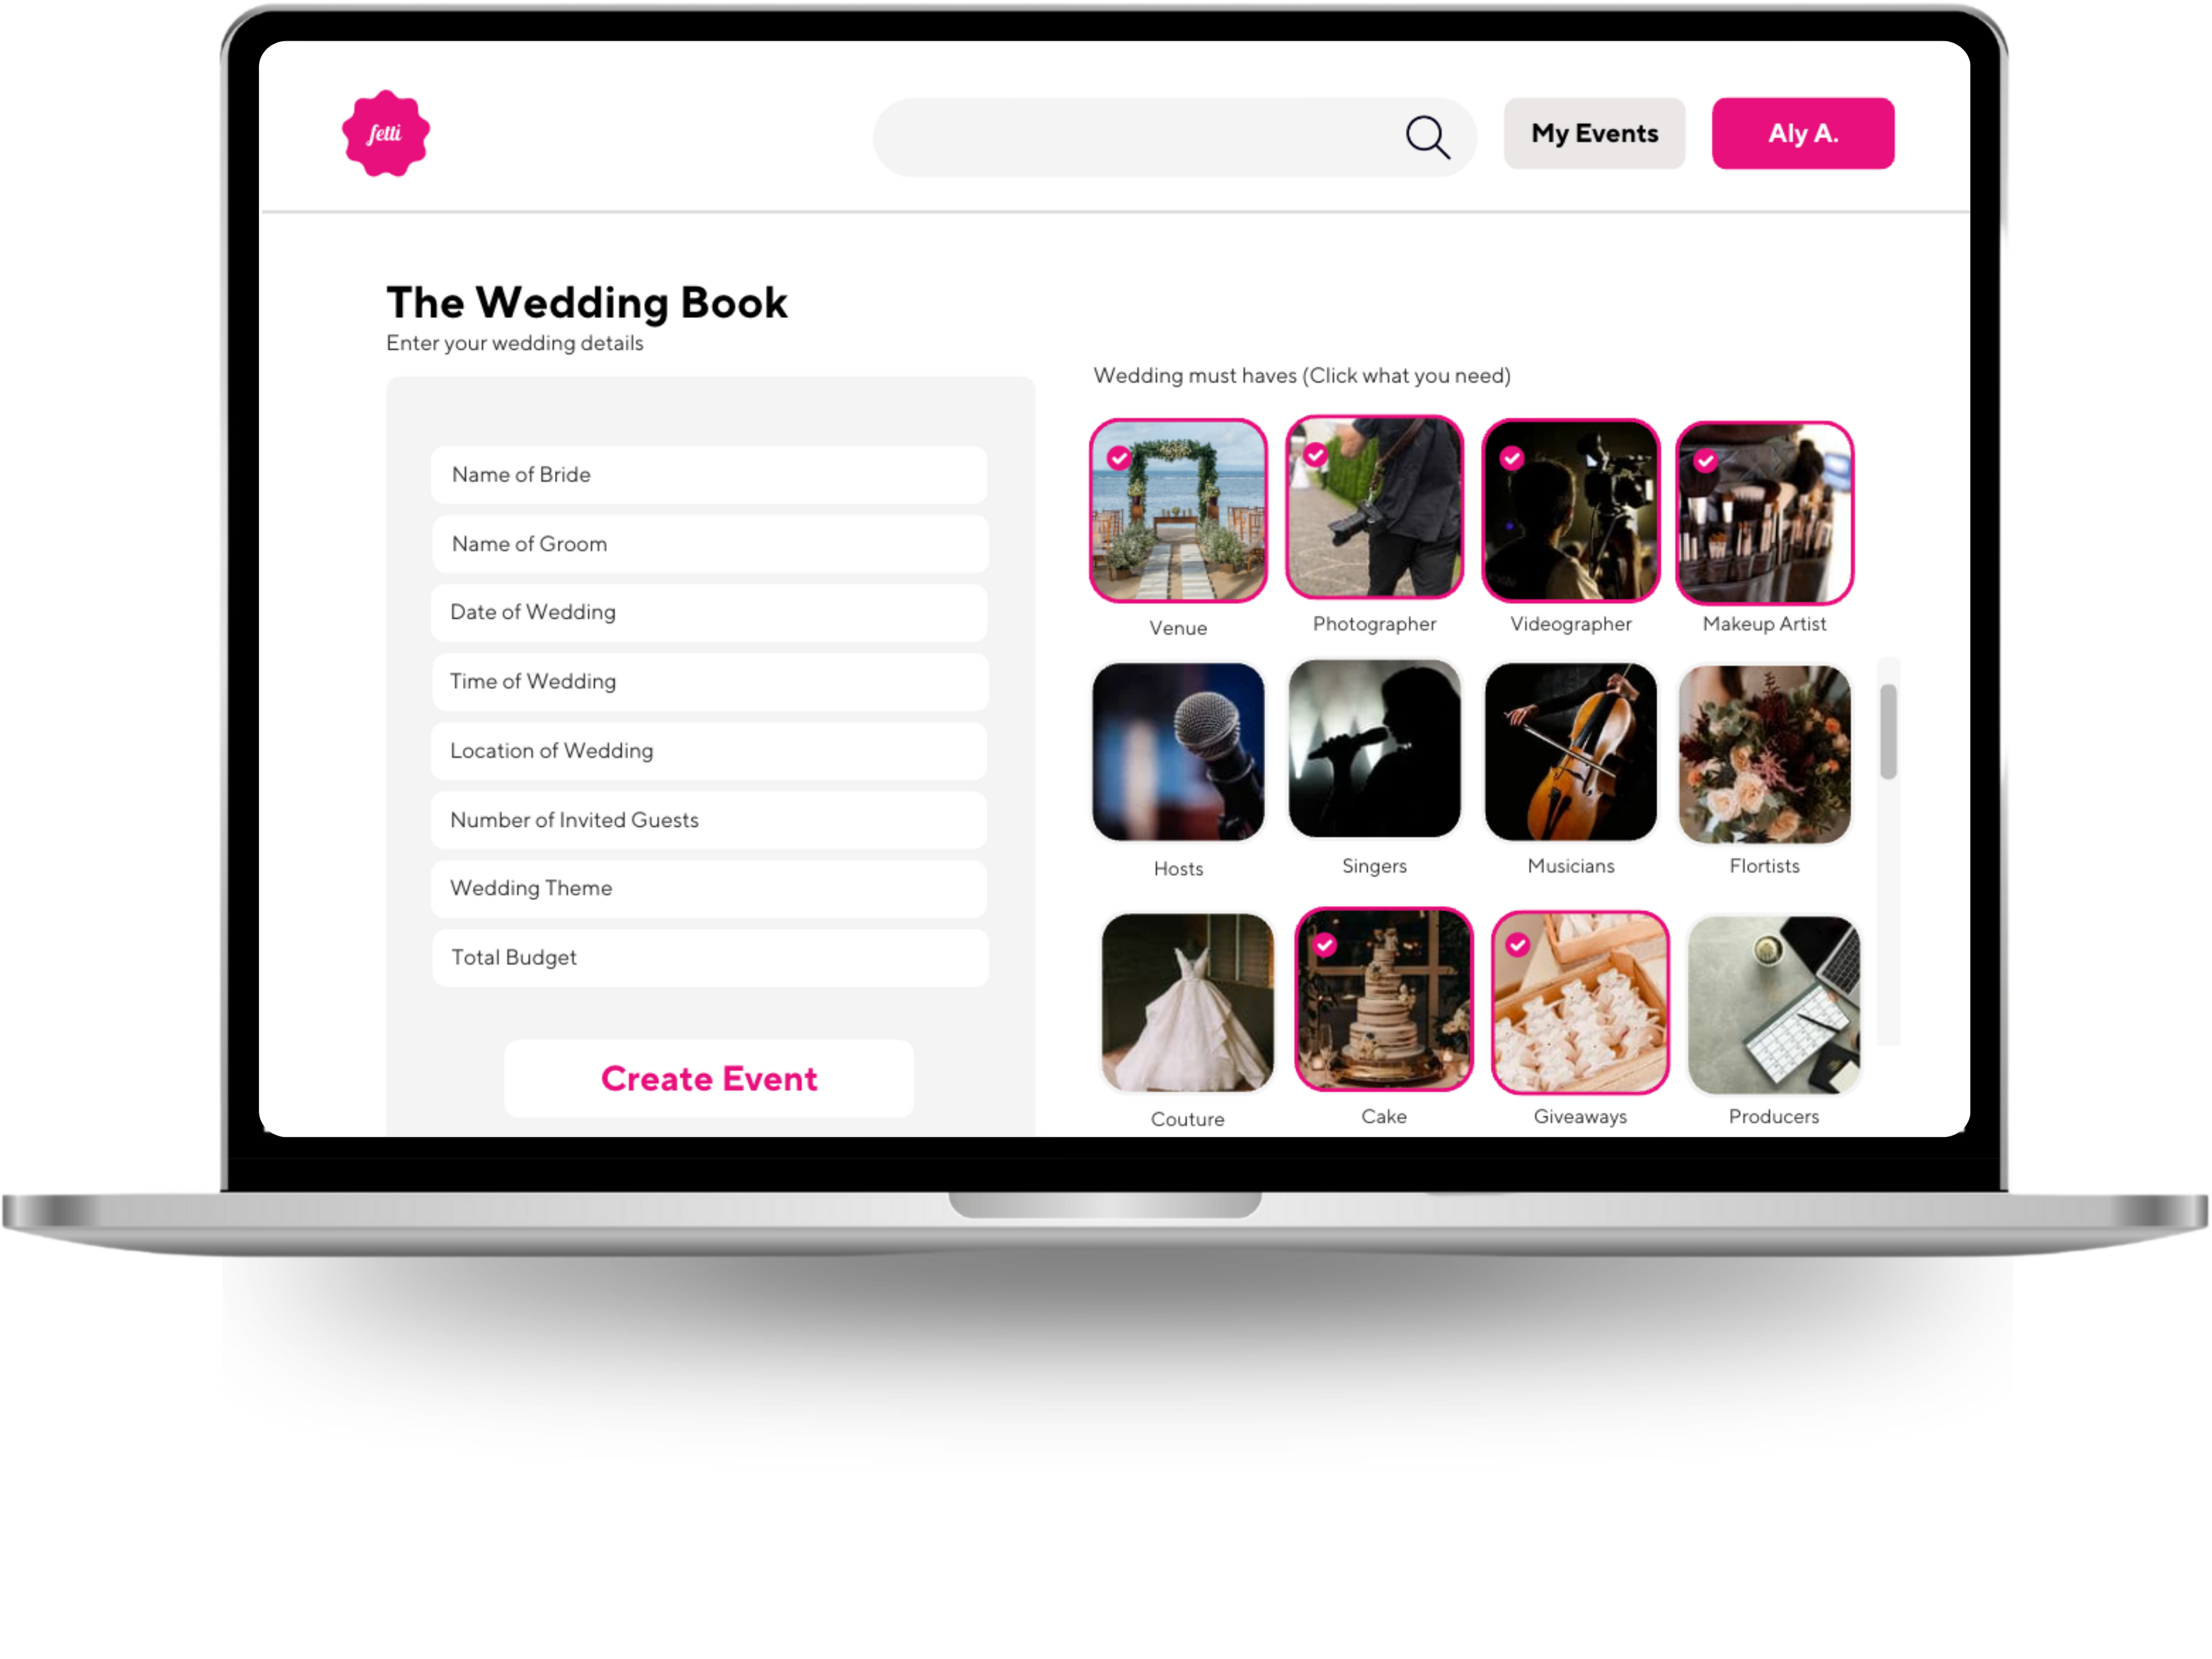 fetti
My Events
Aly A.
The Wedding Book
Enter your wedding details
Name of Bride
Name of Groom
Date of Wedding
Time of Wedding
Location of Wedding
Number of Invited Guests
Wedding Theme
Total Budget
Create Event
Wedding must haves (Click what you need)
Venue
Photographer
Videographer
Makeup Artist
Hosts
Singers
Musicians
Flortists
Couture
Cake
Giveaways
Producers